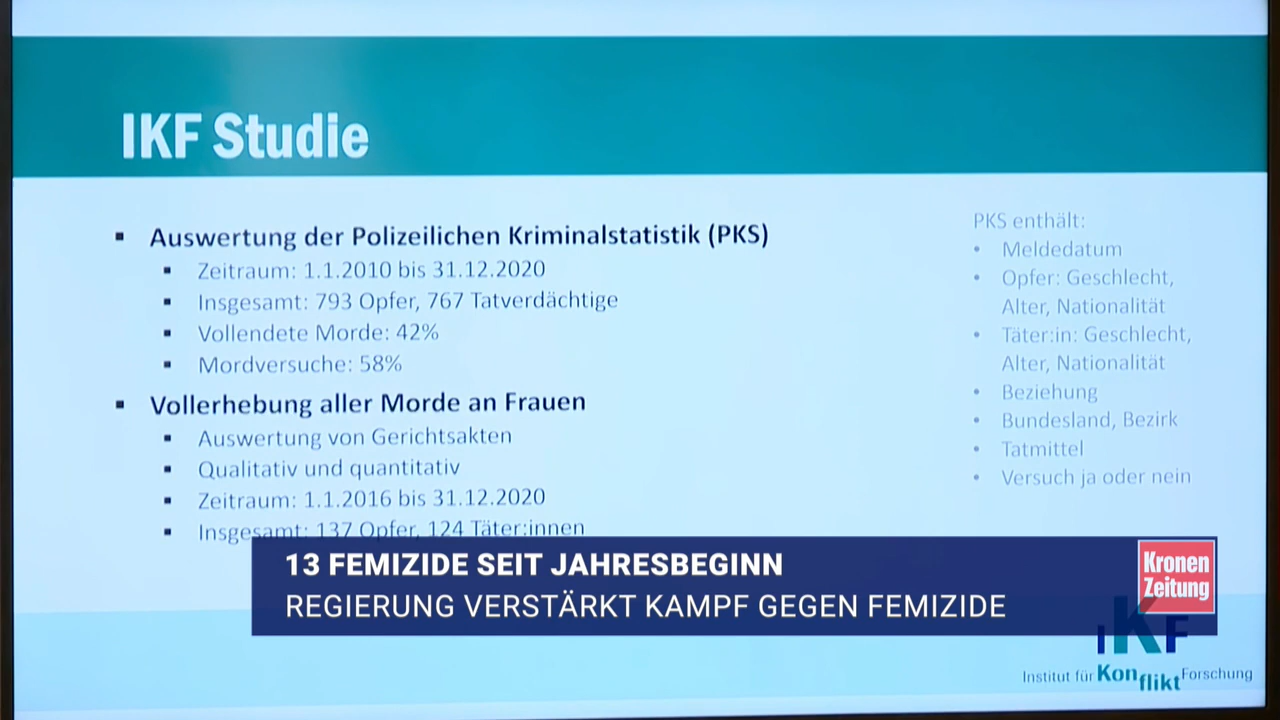 IKF Studie
Auswertung der Polizeilichen Kriminalstatistik (PKS)
Zeitraum: 1.1.2010 bis 31.12.2020
Insgesamt: 793 Opfer, 767 Tatverdächtige
Vollendete Morde: 42%
Mordversuche: 58%
Vollerhebung aller Morde an Frauen
Auswertung von Gerichtsakten
Qualitativ und quantitativ
Zeitraum: 1.1.2016 bis 31.12.2020
Insgesamt: 137 Opfer, 124 Täter:innen
PKS enthält:
Meldedatum
Opfer: Geschlecht,
Alter, Nationalität
Täter:in: Geschlecht,
Alter, Nationalität
Beziehung
Bundesland, Bezirk
Tatmittel
Versuch ja oder nein
13 FEMIZIDE SEIT JAHRESBEGINN
REGIERUNG VERSTÄRKT KAMPF GEGEN FEMIZIDE
Kronen
Zeitung
IKF
Institut für Konflikt Forschung